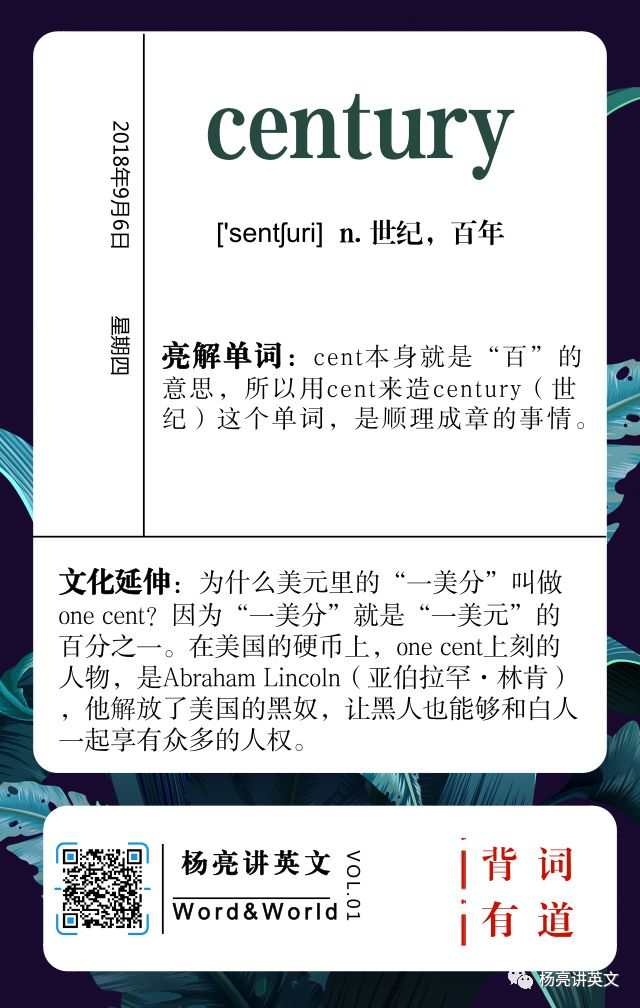 century
['sentʃuri] n. 世纪，百年
2018年9月6日 星期四
亮解单词：cent本身就是“百”的
意思，所以用cent来造century（世
纪）这个单词，是顺理成章的事情。
文化延伸：为什么美元里的“一美分”叫做
one cent？因为“一美分”就是“一美元”的
百分之一。在美国的硬币上，one cent上刻的
人物，是Abraham Lincoln（亚伯拉罕·林肯）
，他解放了美国的黑奴，让黑人也能够和白人
一起享有众多的人权。
杨亮讲英文
Word&World
VOL.01
背词
有道
杨亮讲英文